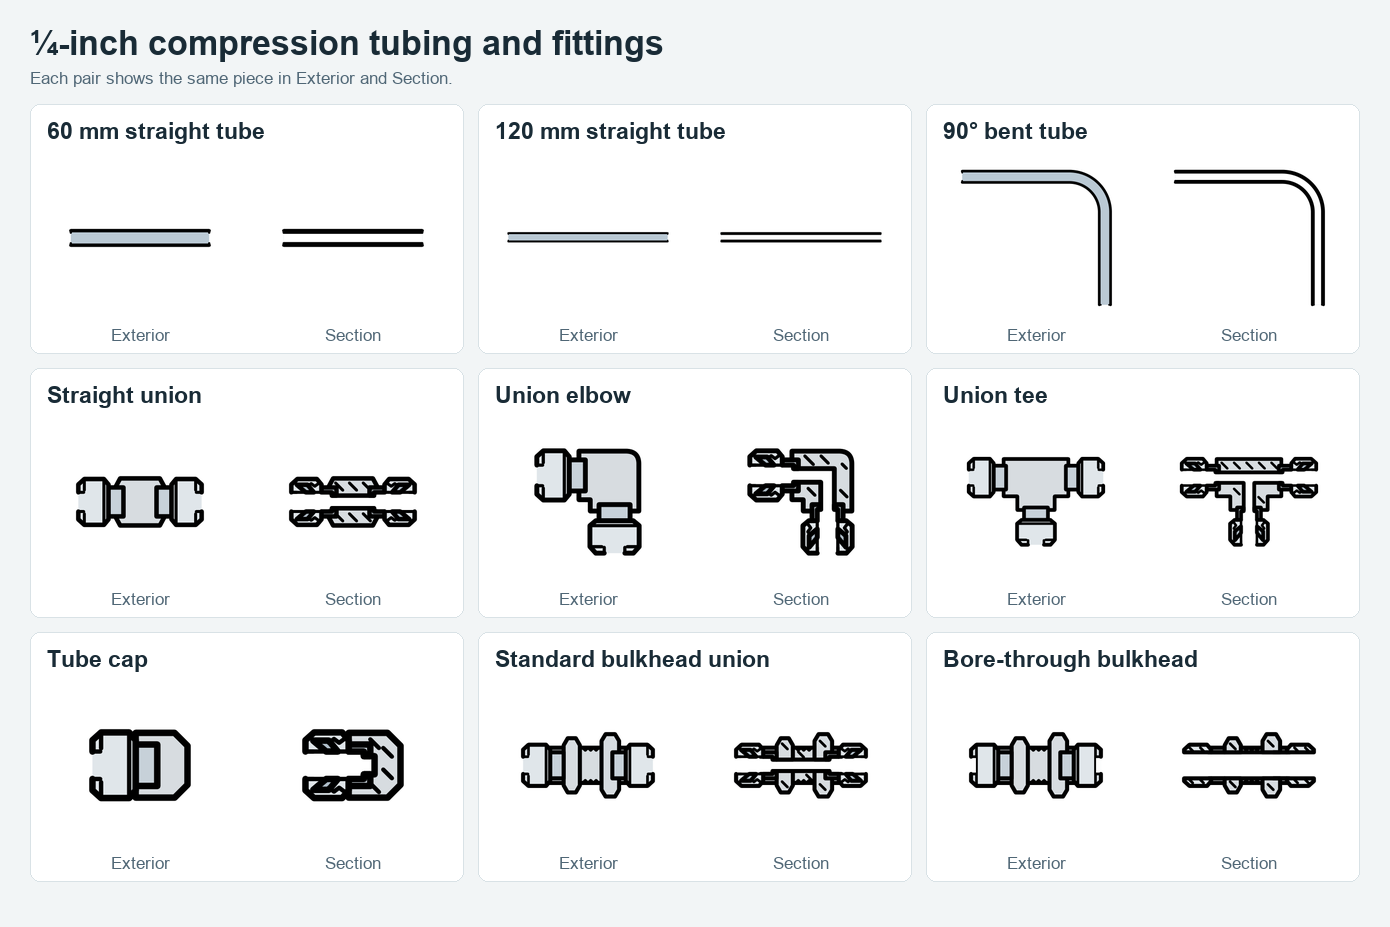 ¼-inch compression tubing and fittings
Each pair shows the same piece in Exterior and Section.
60 mm straight tube
Exterior
Section
120 mm straight tube
Exterior
Section
90° bent tube
Exterior
Section
Straight union
Exterior
Section
Union elbow
Exterior
Section
Union tee
Exterior
Section
Tube cap
Exterior
Section
Standard bulkhead union
Exterior
Section
Bore-through bulkhead
Exterior
Section